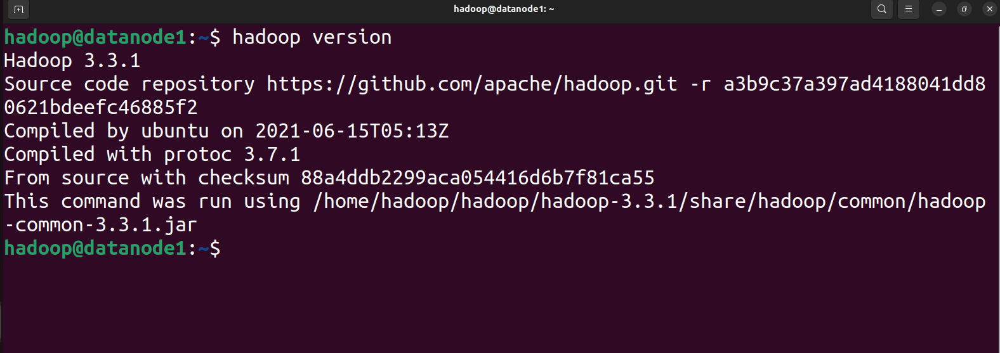 hadoop@datanode1: ~
hadoop@datanode1:~$ hadoop version
Hadoop 3.3.1
Source code repository https://github.com/apache/hadoop.git -r a3b9c37a397ad4188041dd8
0621bdeefc46885f2
Compiled by ubuntu on 2021-06-15T05:13Z
Compiled with protoc 3.7.1
From source with checksum 88a4ddb2299aca054416d6b7f81ca55
This command was run using /home/hadoop/hadoop/hadoop-3.3.1/share/hadoop/common/hadoop
-common-3.3.1.jar
hadoop@datanode1:~$